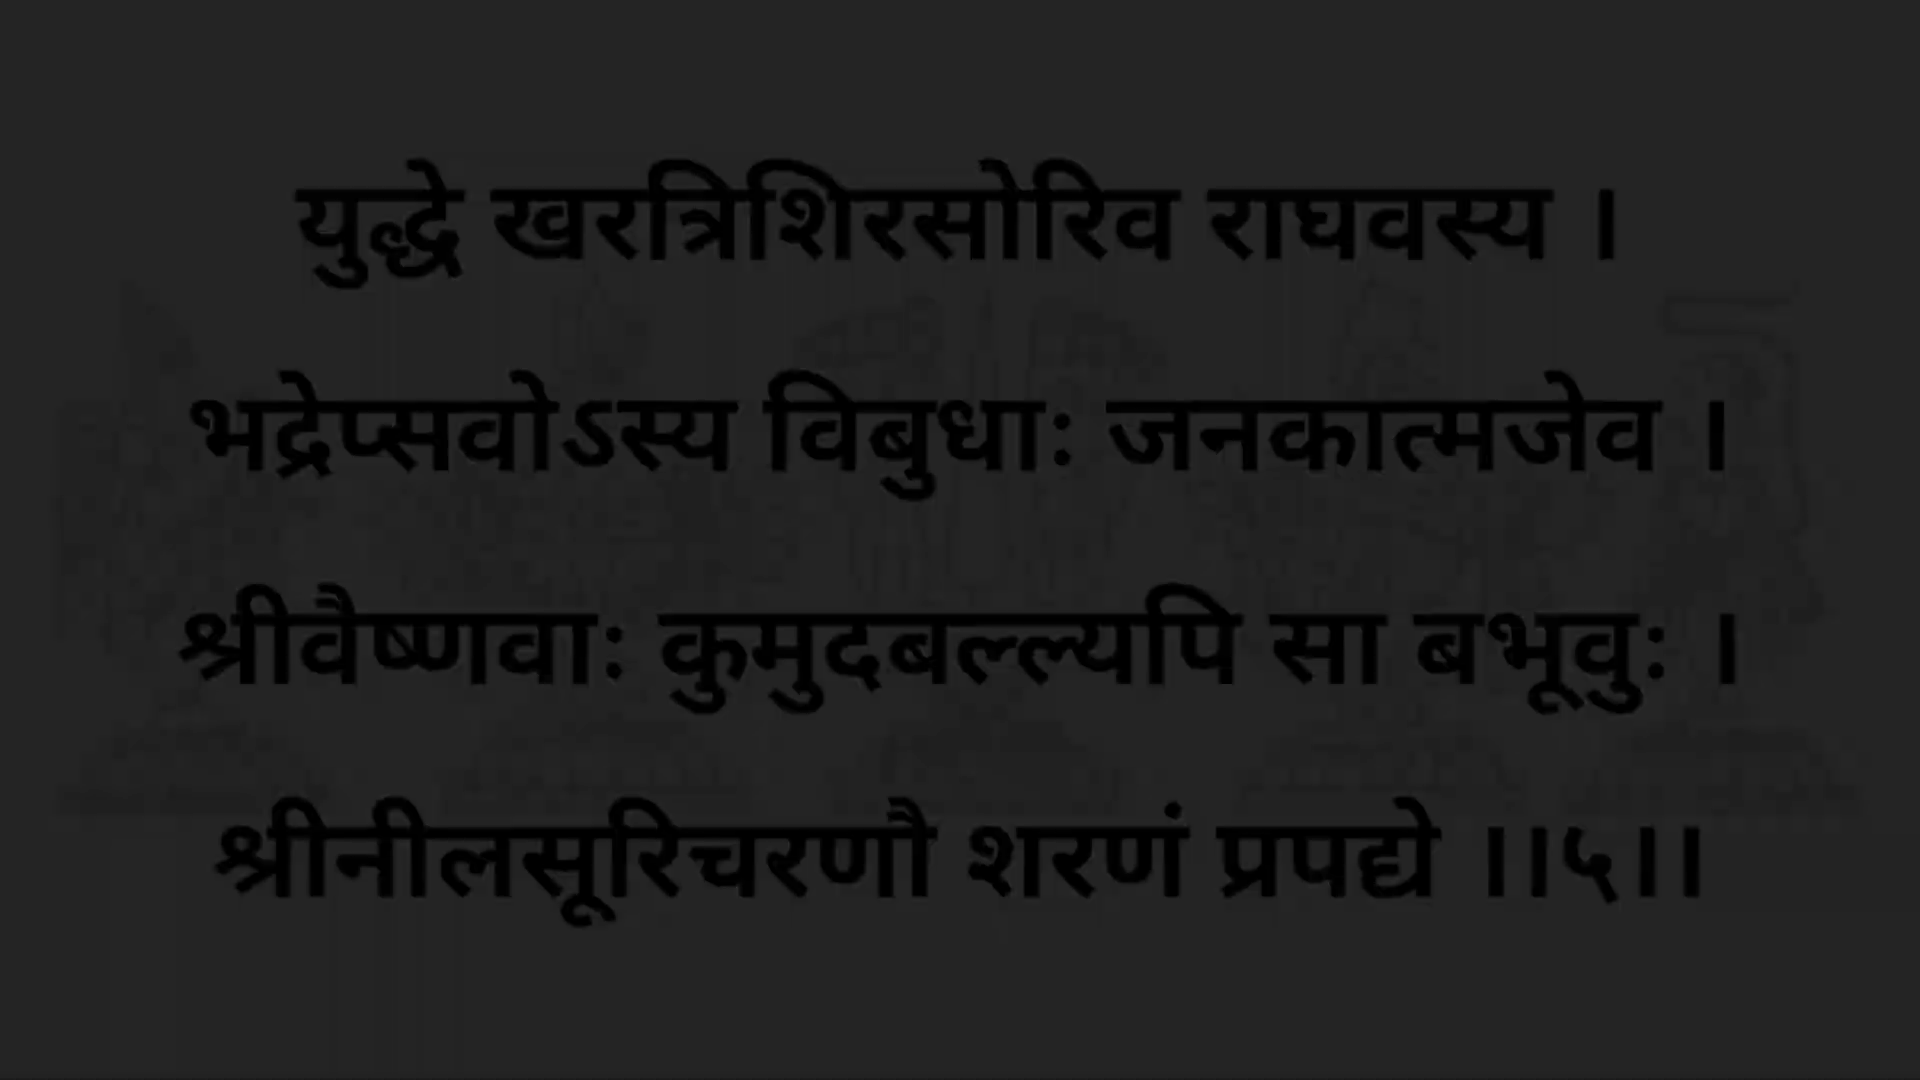 युद्धे खरत्रिशिरसोरिव राघवस्य ।
भद्रेप्सवोऽस्य विबुधाः जनकात्मजेव ।
श्रीवैष्णवाः कुमुदबल्ल्यपि सा बभूवुः ।
श्रीनीलसूरिचरणौ शरणं प्रपद्ये ।।५।।